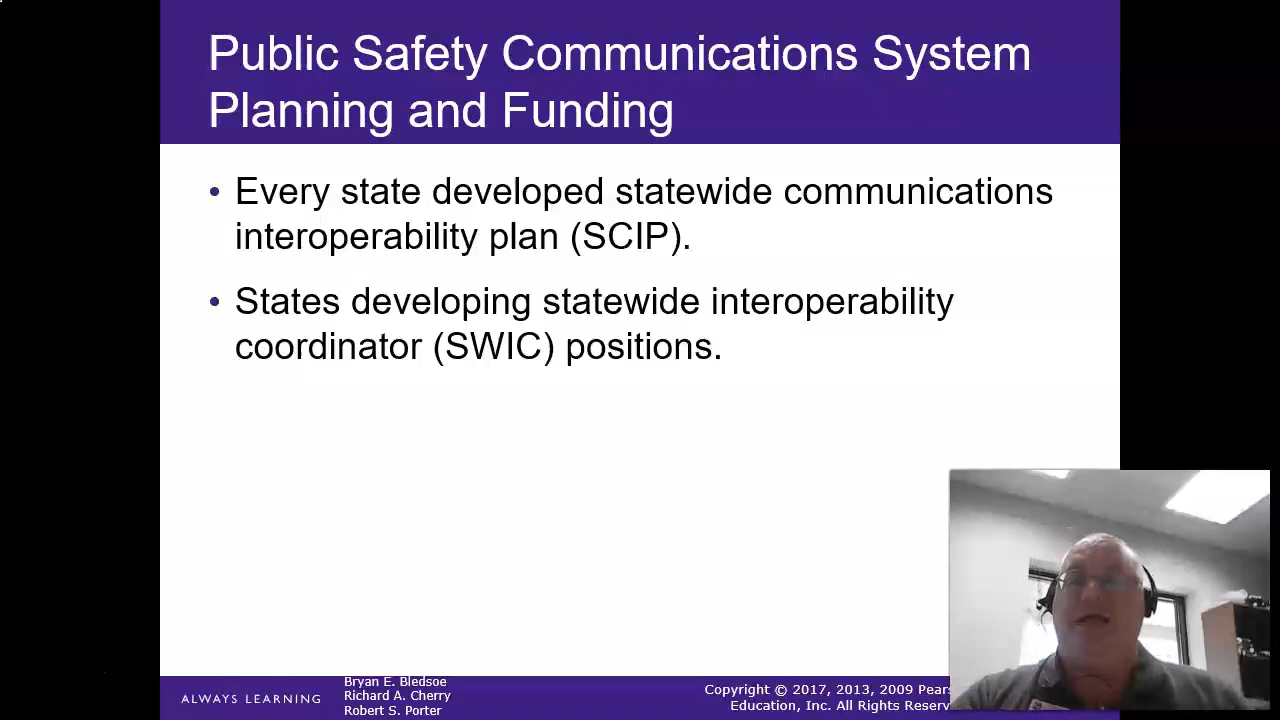 Public Safety Communications System
Planning and Funding
• Every state developed statewide communications
interoperability plan (SCIP).
• States developing statewide interoperability
coordinator (SWIC) positions.
ALWAYS LEARNING
Bryan E. Bledsoe
Richard A. Cherry
Robert S. Porter
Copyright © 2017, 2013, 2009
Education, Inc. All Rights